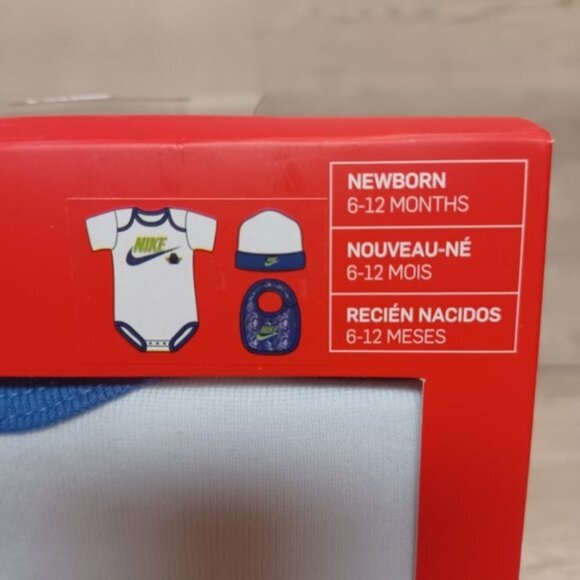 NIKE
NIKE
NEWBORN
6-12 MONTHS
NOUVEAU-NÉ
6-12 MOIS
RECIÉN NACIDOS
6-12 MESES